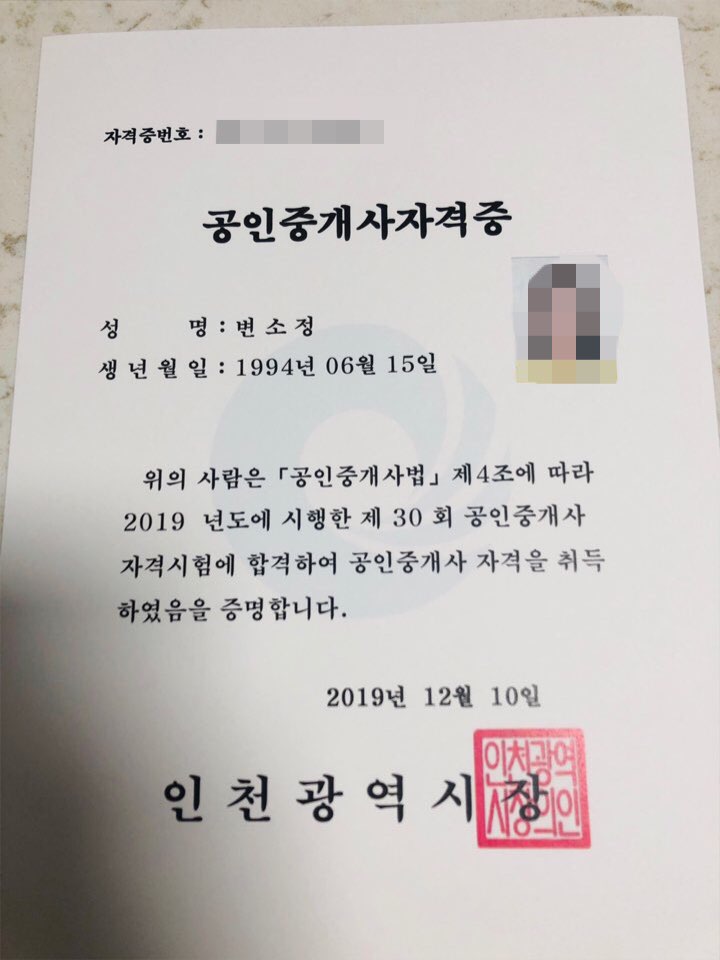 자격증번호 :
공인중개사자격증
성 명 : 변 소 정
생 년 월 일 : 1994년 06월 15일
위의 사람은 「공인중개사법」 제4조에 따라
2019 년도에 시행한 제 30 회 공인중개사
자격시험에 합격하여 공인중개사 자격을 취득
하였음을 증명합니다.
2019년 12월 10일
인 천 광 역 시 장
인천광역
시장의인